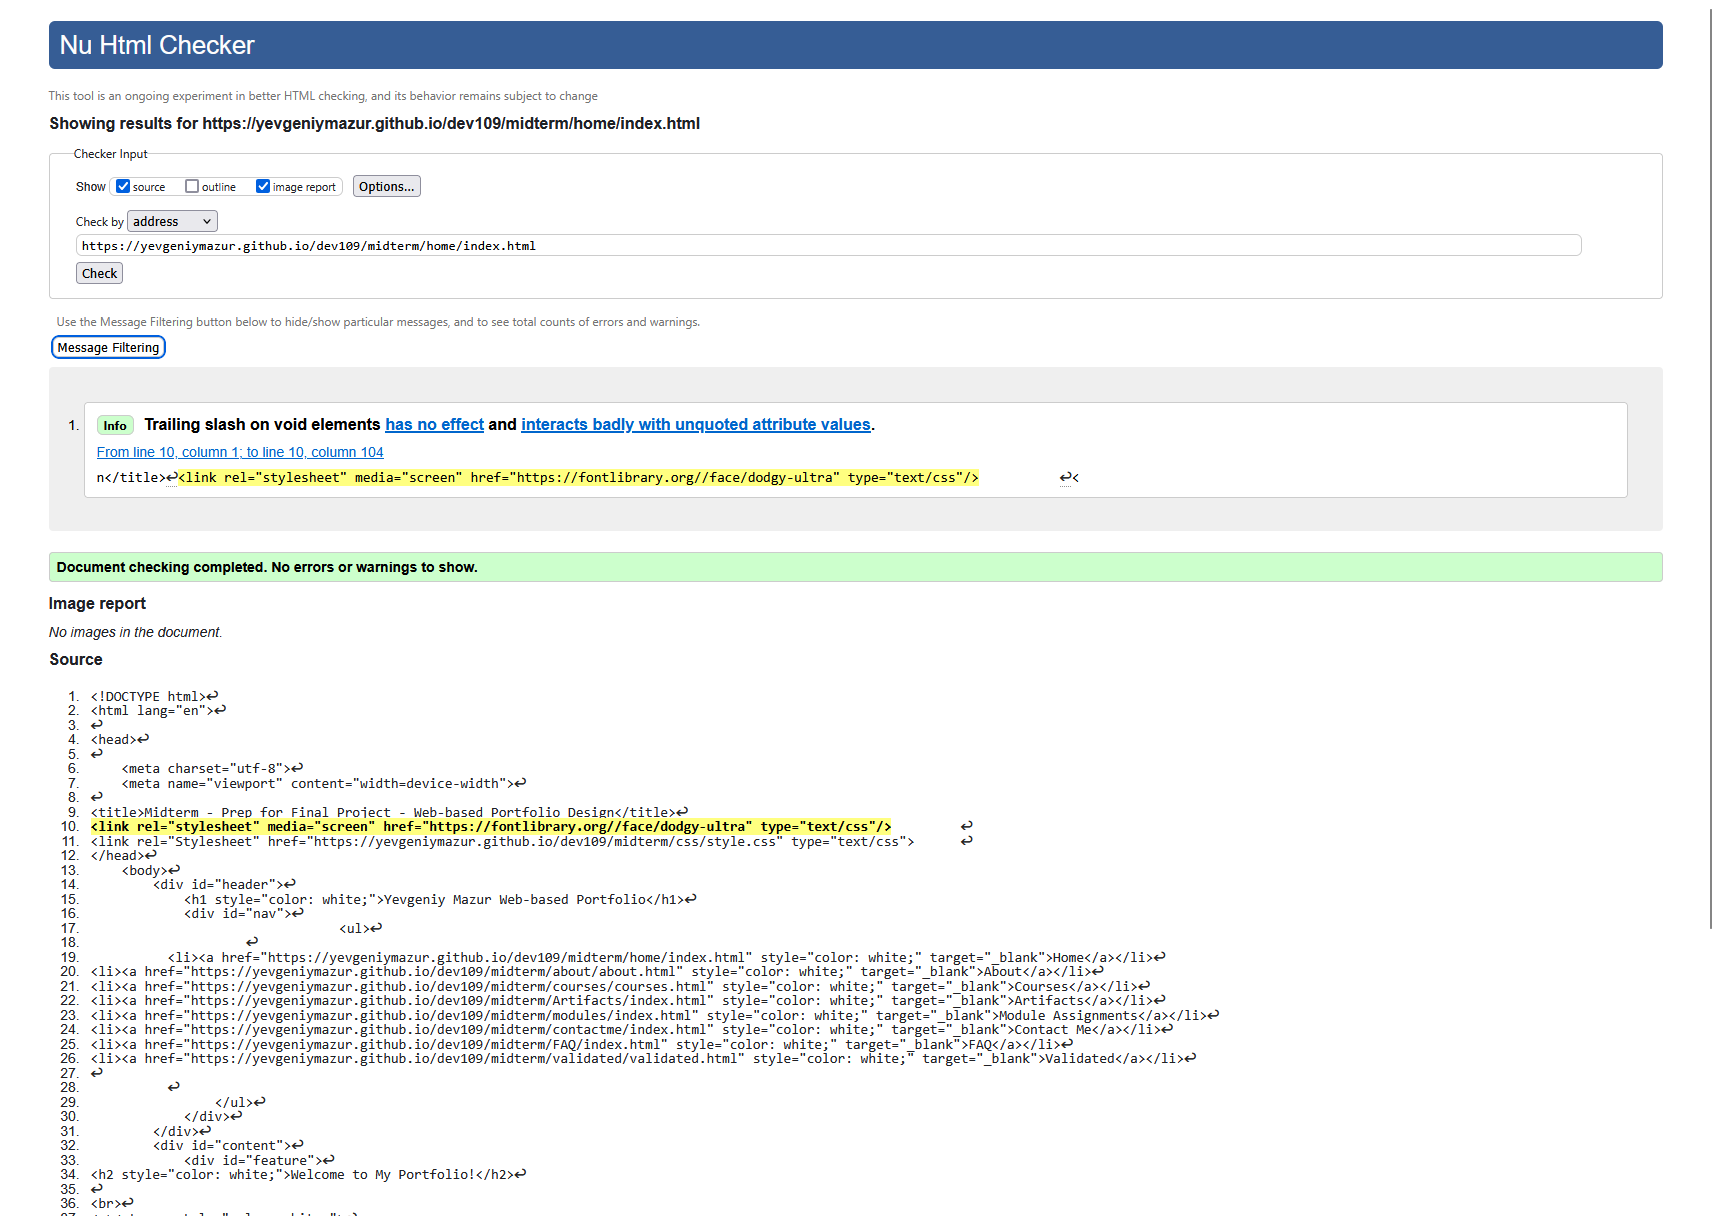 Nu Html Checker
This tool is an ongoing experiment in better HTML checking, and its behavior remains subject to change
Showing results for https://yevgeniymazur.github.io/dev109/midterm/home/index.html
Checker Input
Show source outline image report Options...
Check by address
https://yevgeniymazur.github.io/dev109/midterm/home/index.html
Check
Use the Message Filtering button below to hide/show particular messages, and to see total counts of errors and warnings.
Message Filtering
1. Info Trailing slash on void elements has no effect and interacts badly with unquoted attribute values.
From line 10, column 1; to line 10, column 104
n</title>↩<link rel="stylesheet" media="screen" href="https://fontlibrary.org//face/dodgy-ultra" type="text/css"/> ↩<
Document checking completed. No errors or warnings to show.
Image report
No images in the document.
Source
1. <!DOCTYPE html>↩
2. <html lang="en">↩
3. ↩
4. <head>↩
5. ↩
6. <meta charset="utf-8">↩
7. <meta name="viewport" content="width=device-width">↩
8. ↩
9. <title>Midterm - Prep for Final Project - Web-based Portfolio Design</title>↩
10. <link rel="stylesheet" media="screen" href="https://fontlibrary.org//face/dodgy-ultra" type="text/css"/> ↩
11. <link rel="Stylesheet" href="https://yevgeniymazur.github.io/dev109/midterm/css/style.css" type="text/css"> ↩
12. </head>↩
13. <body>↩
14. <div id="header">↩
15. <h1 style="color: white;">Yevgeniy Mazur Web-based Portfolio</h1>↩
16. <div id="nav">↩
17. <ul>↩
18. ↩
19. <li><a href="https://yevgeniymazur.github.io/dev109/midterm/home/index.html" style="color: white;" target="_blank">Home</a></li>↩
20. <li><a href="https://yevgeniymazur.github.io/dev109/midterm/about/about.html" style="color: white;" target="_blank">About</a></li>↩
21. <li><a href="https://yevgeniymazur.github.io/dev109/midterm/courses/courses.html" style="color: white;" target="_blank">Courses</a></li>↩
22. <li><a href="https://yevgeniymazur.github.io/dev109/midterm/Artifacts/index.html" style="color: white;" target="_blank">Artifacts</a></li>↩
23. <li><a href="https://yevgeniymazur.github.io/dev109/midterm/modules/index.html" style="color: white;" target="_blank">Module Assignments</a></li>↩
24. <li><a href="https://yevgeniymazur.github.io/dev109/midterm/contactme/index.html" style="color: white;" target="_blank">Contact Me</a></li>↩
25. <li><a href="https://yevgeniymazur.github.io/dev109/midterm/FAQ/index.html" style="color: white;" target="_blank">FAQ</a></li>↩
26. <li><a href="https://yevgeniymazur.github.io/dev109/midterm/validated/validated.html" style="color: white;" target="_blank">Validated</a></li>↩
27. ↩
28. ↩
29. </ul>↩
30. </div>↩
31. </div>↩
32. <div id="content">↩
33. <div id="feature">↩
34. <h2 style="color: white;">Welcome to My Portfolio!</h2>↩
35. ↩
36. <br>↩